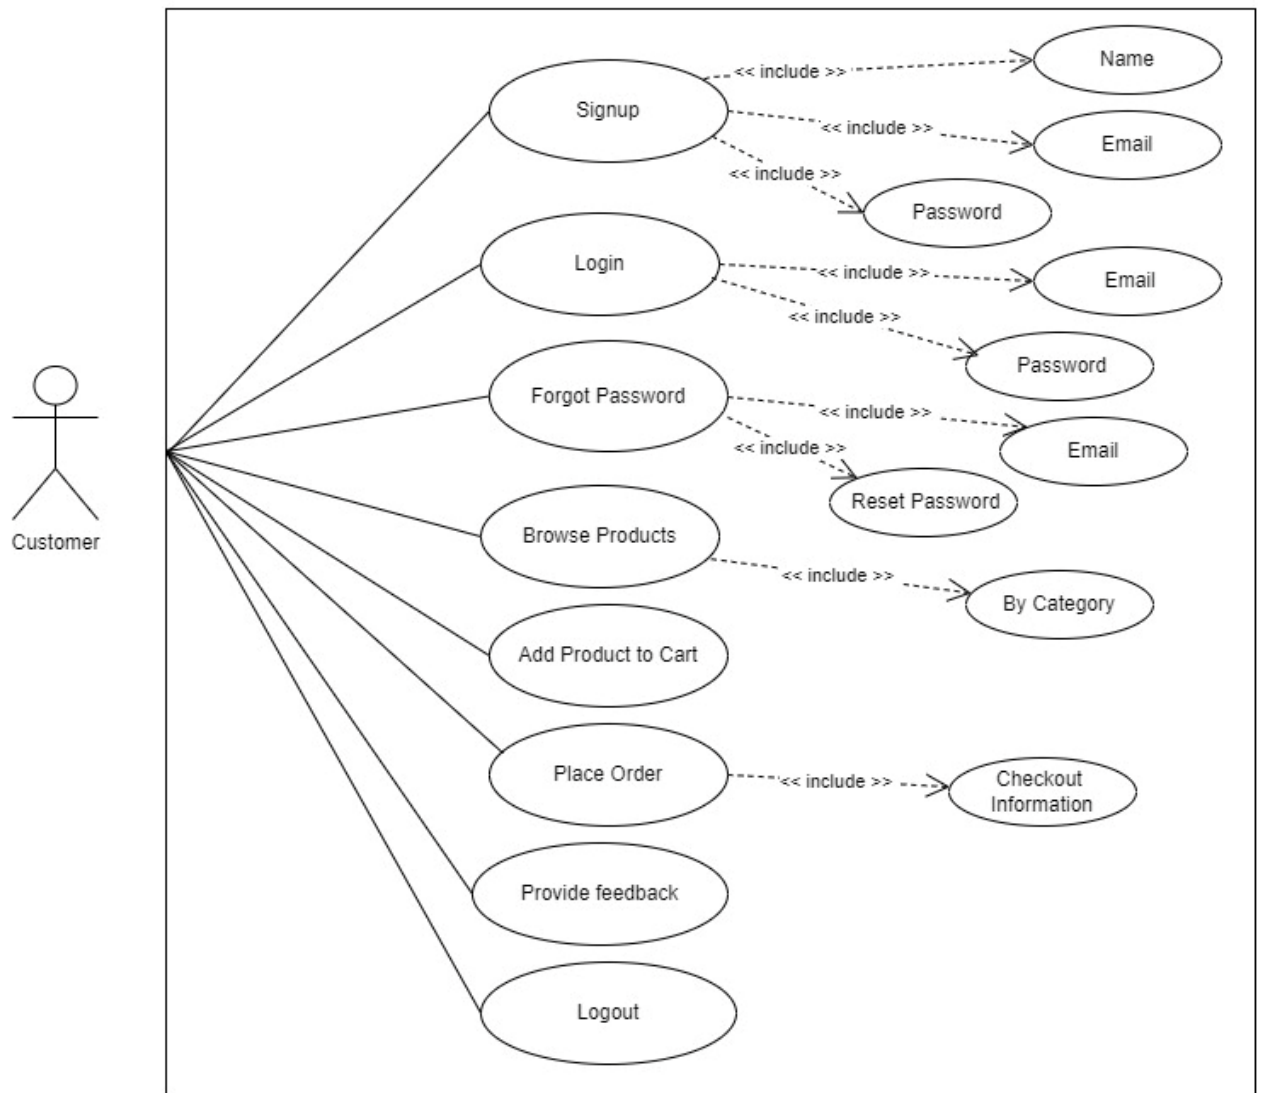 Name
<< include >>
Signup
<< include >>
Email
<< include >>
Password
Login
<< include >>
Email
<< include >>
Password
Forgot Password
<< include >>
Email
<< include >>
Reset Password
Customer
Browse Products
<< include >>
By Category
Add Product to Cart
Place Order
<< include >>
Checkout
Information
Provide feedback
Logout